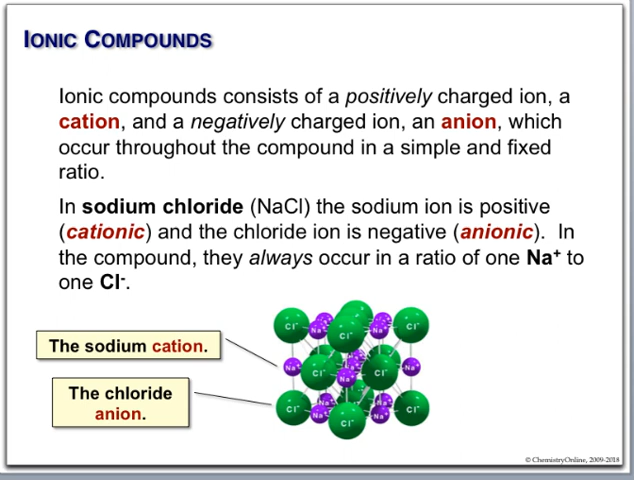 IONIC COMPOUNDS
Ionic compounds consists of a positively charged ion, a
cation, and a negatively charged ion, an anion, which
occur throughout the compound in a simple and fixed
ratio.
In sodium chloride (NaCl) the sodium ion is positive
(cationic) and the chloride ion is negative (anionic). In
the compound, they always occur in a ratio of one Na⁺ to
one Cl⁻.
The sodium cation.
The chloride
anion.
Cl⁻ Na⁺ Cl⁻ Na⁺ Cl⁻
Na⁺ Cl⁻ Na⁺ Cl⁻ Na⁺
Cl⁻ Na⁺ Cl⁻ Na⁺ Cl⁻
© ChemistryOnline, 2009-2018